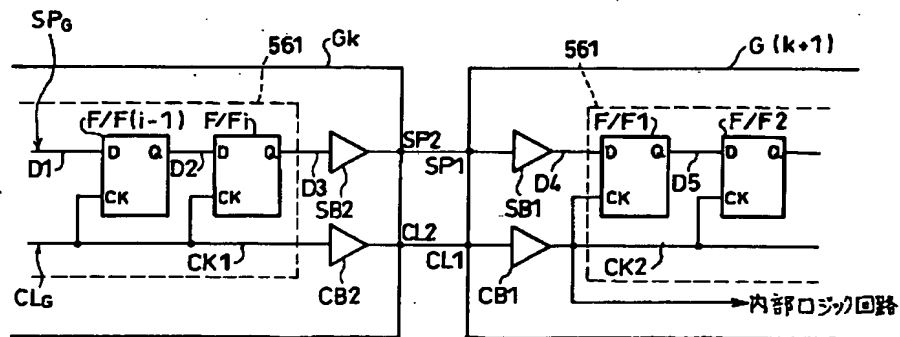 SPG
561
Gk
561
G(k+1)
F/F(i-1)
F/Fi
F/F1
F/F2
D
Q
D
Q
D
Q
D
Q
SP2
SP1
D1
D2
D3
D4
D5
SB2
SB1
CK
CK
CK
CK
CL2
CL1
CK1
CK2
CLG
CB2
CB1
内部ロジック回路